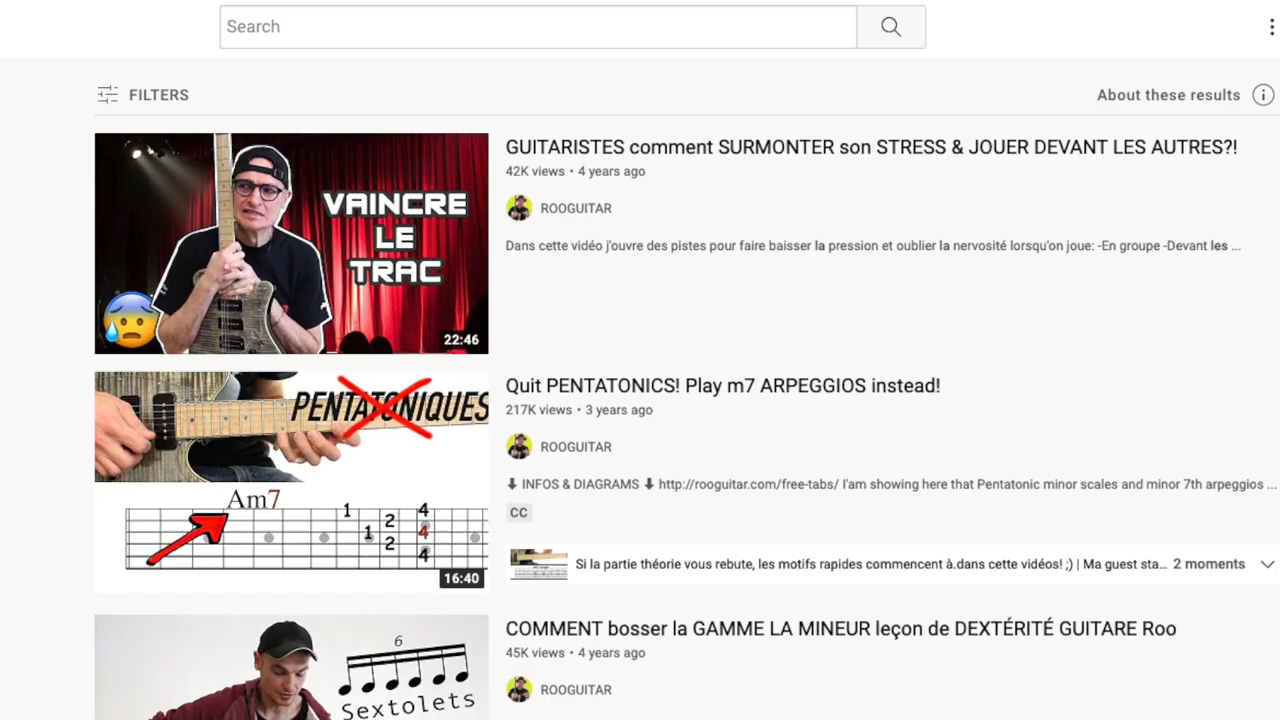 Search
FILTERS
About these results
VAINCRE
LE
TRAC
22:46
GUITARISTES comment SURMONTER son STRESS & JOUER DEVANT LES AUTRES?!
42K views • 4 years ago
ROOGUITAR
Dans cette vidéo j'ouvre des pistes pour faire baisser la pression et oublier la nervosité lorsqu'on joue: -En groupe -Devant les ...
PENTATONIQUES
Am7
1 4
2
1 4
2
4
16:40
Quit PENTATONICS! Play m7 ARPEGGIOS instead!
217K views • 3 years ago
ROOGUITAR
⬇ INFOS & DIAGRAMS ⬇ http://rooguitar.com/free-tabs/ I'am showing here that Pentatonic minor scales and minor 7th arpeggios ...
CC
Si la partie théorie vous rebute, les motifs rapides commencent à.dans cette vidéos! ;) | Ma guest sta... 2 moments
6
Sextolets
COMMENT bosser la GAMME LA MINEUR leçon de DEXTÉRITÉ GUITARE Roo
45K views • 4 years ago
ROOGUITAR